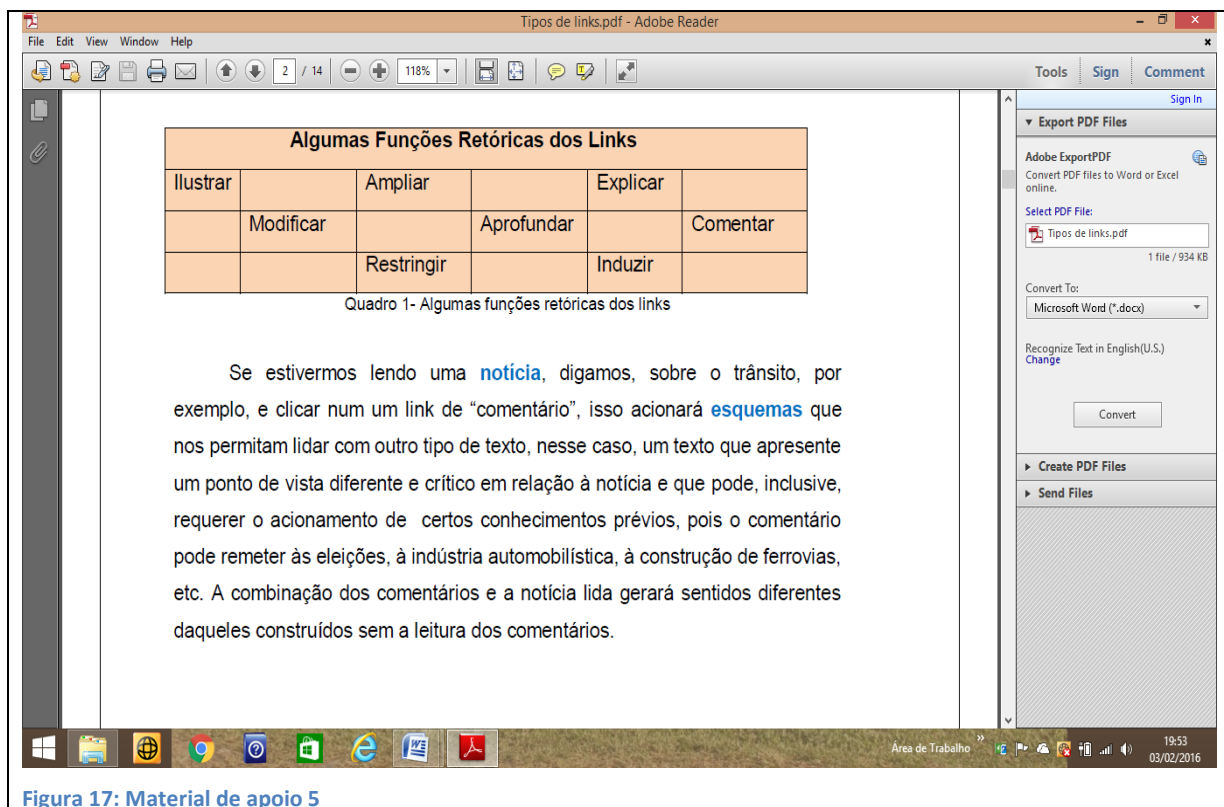 Tipos de links.pdf - Adobe Reader
File Edit View Window Help
2 / 14 118% Tools Sign Comment
Sign In
Export PDF Files
Adobe ExportPDF
Convert PDF files to Word or Excel
online.
Select PDF File:
Tipos de links.pdf
1 file / 934 KB
Convert To:
Microsoft Word (*.docx)
Recognize Text in English(U.S.)
Change
Convert
Create PDF Files
Send Files
Algumas Funções Retóricas dos Links
Ilustrar Ampliar Explicar
Modificar Aprofundar Comentar
Restringir Induzir
Quadro 1- Algumas funções retóricas dos links
Se estivermos lendo uma notícia, digamos, sobre o trânsito, por
exemplo, e clicar num um link de “comentário”, isso acionará esquemas que
nos permitam lidar com outro tipo de texto, nesse caso, um texto que apresente
um ponto de vista diferente e crítico em relação à notícia e que pode, inclusive,
requerer o acionamento de certos conhecimentos prévios, pois o comentário
pode remeter às eleições, à indústria automobilística, à construção de ferrovias,
etc. A combinação dos comentários e a notícia lida gerará sentidos diferentes
daqueles construídos sem a leitura dos comentários.
Área de Trabalho
19:53
03/02/2016
Figura 17: Material de apoio 5